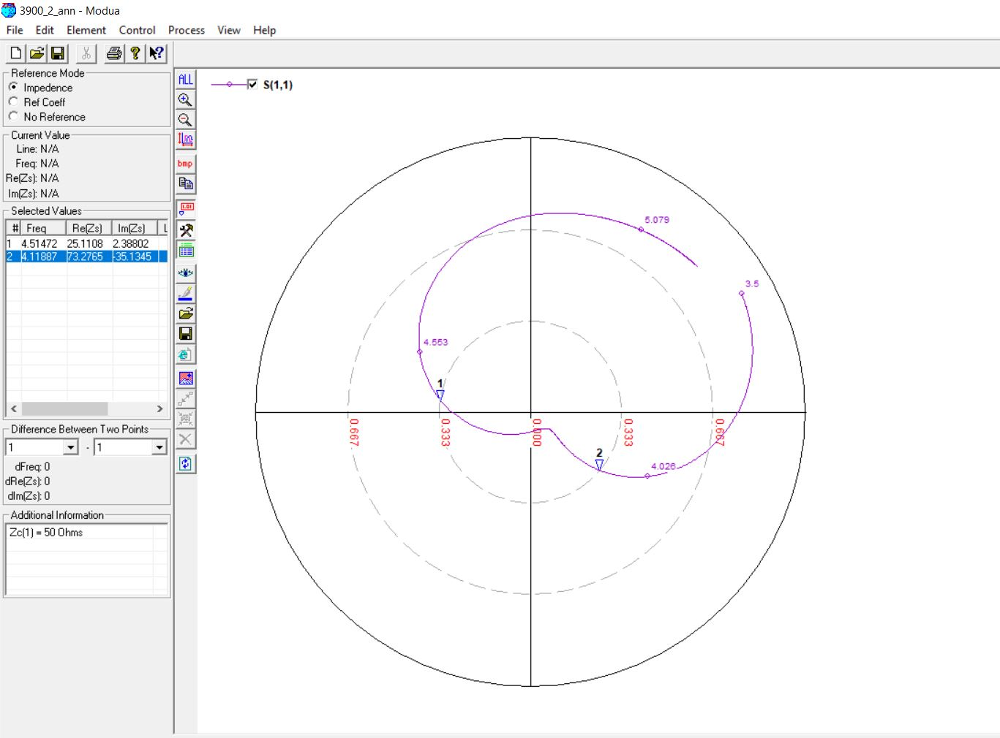 3900_2_ann - Modua
File Edit Element Control Process View Help
Reference Mode
Impedence
Ref Coeff
No Reference
Current Value
Line: N/A
Freq: N/A
Re(Zs): N/A
Im(Zs): N/A
Selected Values
# Freq Re(Zs) Im(Zs) L
1 4.51472 25.1108 2.38802
2 4.11887 73.2765 -35.1345
Difference Between Two Points
1 - 1
dFreq: 0
dRe(Zs): 0
dIm(Zs): 0
Additional Information
Zc(1) = 50 Ohms
ALL
bmp
1.01
S(1,1)
5.079
3.5
4.553
1
0.667
0.333
0.000
0.333
0.667
2
4.026